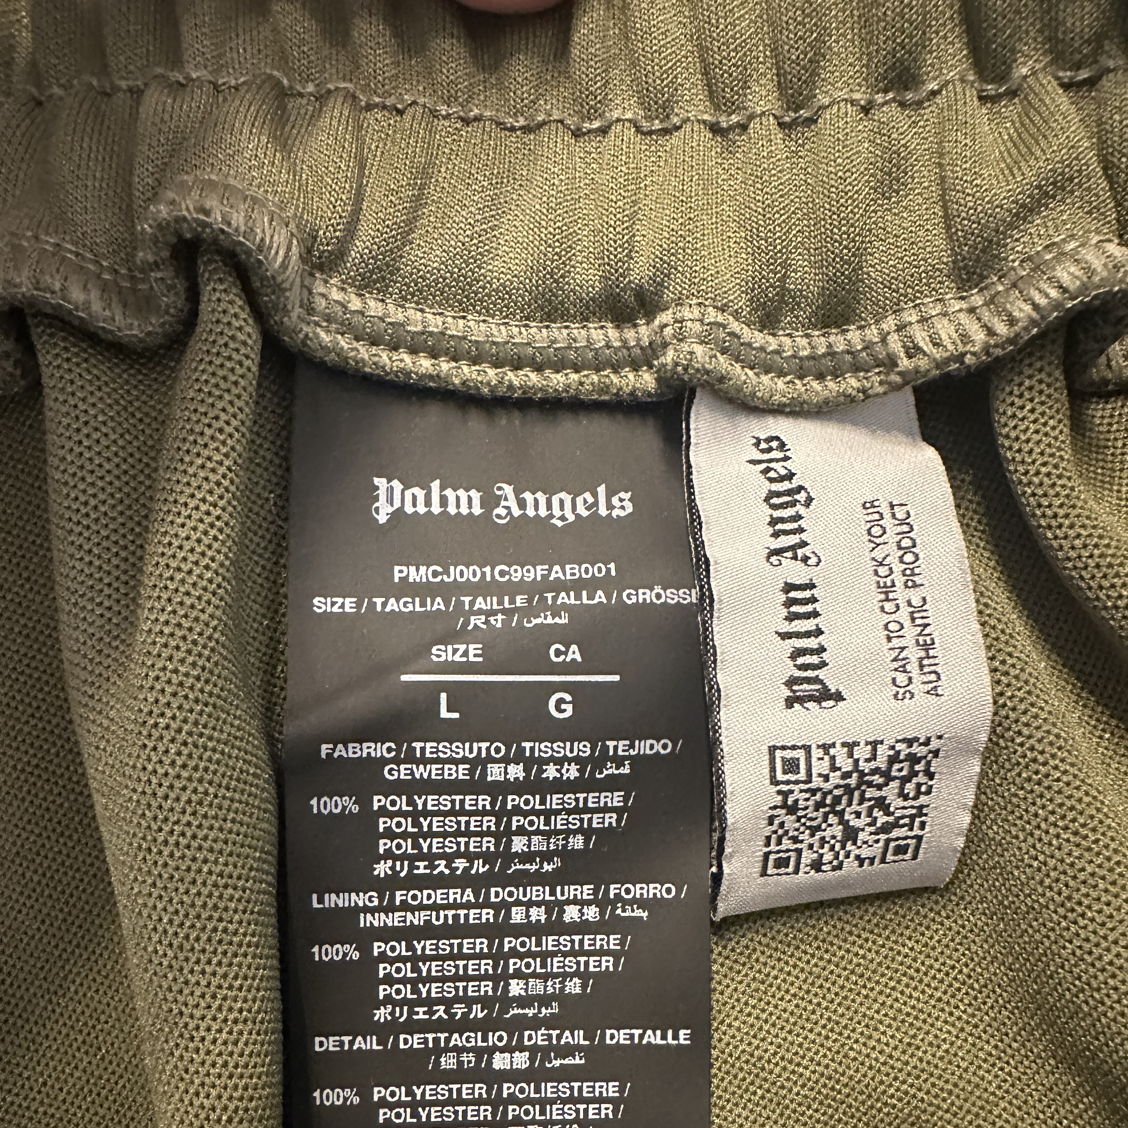 Palm Angels
PMCJ001C99FAB001
SIZE / TAGLIA / TAILLE / TALLA / GRÖSSE
/ 尺寸 / المقاس
SIZE CA
L G
FABRIC / TESSUTO / TISSUS / TEJIDO /
GEWEBE / 面料 / 本体 / قماش
100% POLYESTER / POLIESTERE /
POLYESTER / POLIÉSTER /
POLYESTER / 聚酯纤维 /
ポリエステル / البوليستر
LINING / FODERA / DOUBLURE / FORRO /
INNENFUTTER / 里料 / 裏地 / بطانة
100% POLYESTER / POLIESTERE /
POLYESTER / POLIÉSTER /
POLYESTER / 聚酯纤维 /
ポリエステル / البوليستر
DETAIL / DETTAGLIO / DÉTAIL / DETALLE
/ 细节 / 細部 / تفصيل
100% POLYESTER / POLIESTERE /
POLYESTER / POLIÉSTER /
Palm Angels
SCAN TO CHECK YOUR
AUTHENTIC PRODUCT